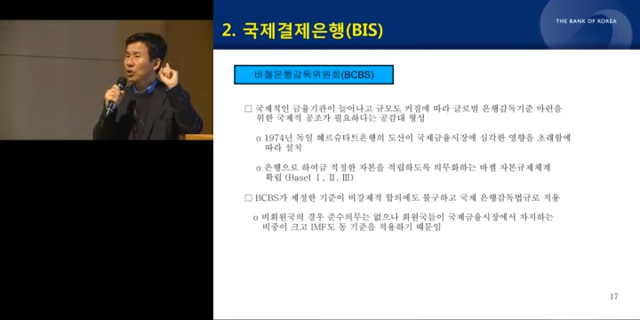 THE BANK OF KOREA
2. 국제결제은행(BIS)
바젤은행감독위원회(BCBS)
□ 국제적인 금융기관이 늘어나고 규모도 커짐에 따라 글로벌 은행감독기준 마련을
위한 국제적 공조가 필요하다는 공감대 형성
o 1974년 독일 헤르슈타트은행의 도산이 국제금융시장에 심각한 영향을 초래함에
따라 설치
o 은행으로 하여금 적정한 자본을 적립하도록 의무화하는 바젤 자본규제체계
확립 (Basel Ⅰ,Ⅱ,Ⅲ)
□ BCBS가 제정한 기준이 비강제적 합의에도 불구하고 국제 은행감독법규로 적용
o 비회원국의 경우 준수의무는 없으나 회원국들이 국제금융시장에서 차지하는
비중이 크고 IMF도 동 기준을 적용하기 때문임
17